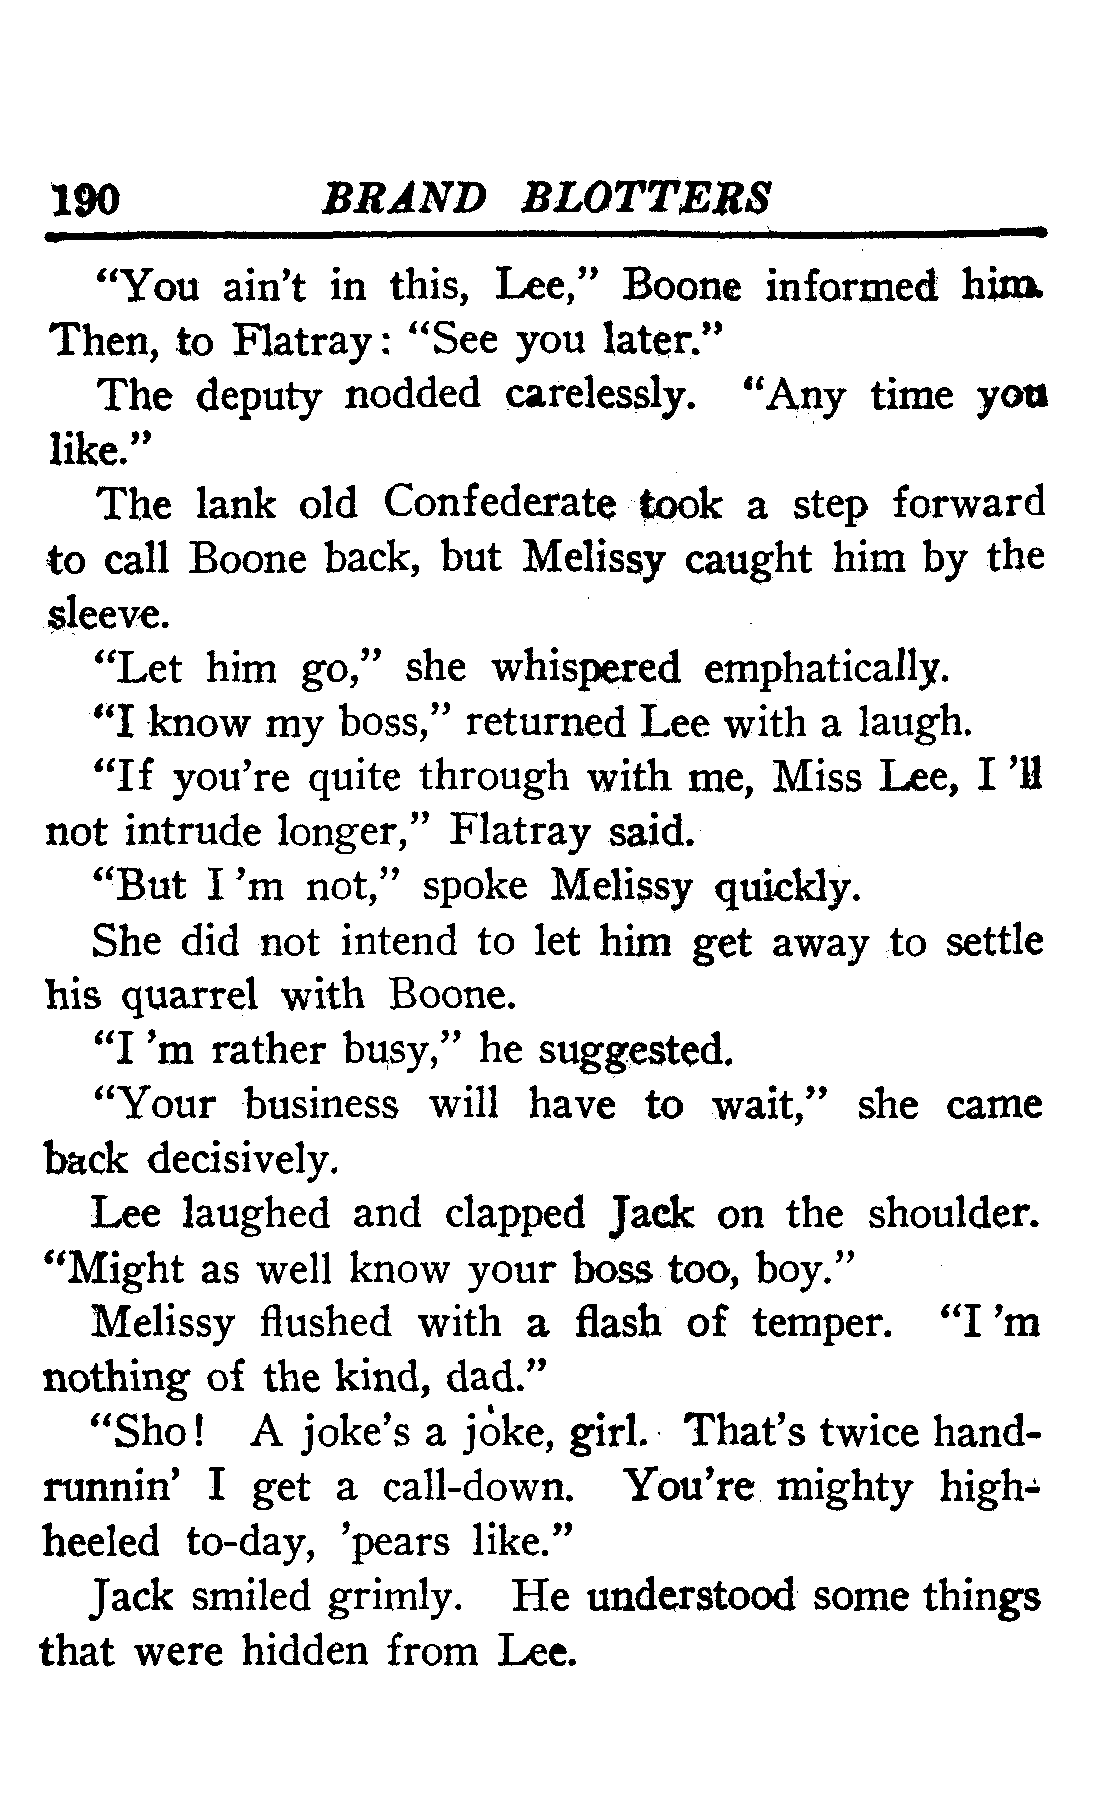 190 BRAND BLOTTERS
“You ain't in this, Lee,” Boone informed him.
Then, to Flatray: “See you later.”
The deputy nodded carelessly. “Any time you
like.”
The lank old Confederate took a step forward
to call Boone back, but Melissy caught him by the
sleeve.
“Let him go,” she whispered emphatically.
“I know my boss,” returned Lee with a laugh.
“If you're quite through with me, Miss Lee, I 'll
not intrude longer,” Flatray said.
“But I 'm not,” spoke Melissy quickly.
She did not intend to let him get away to settle
his quarrel with Boone.
“I 'm rather busy,” he suggested.
“Your business will have to wait,” she came
back decisively.
Lee laughed and clapped Jack on the shoulder.
“Might as well know your boss too, boy.”
Melissy flushed with a flash of temper. “I 'm
nothing of the kind, dad.”
“Sho! A joke's a joke, girl. That's twice hand-
runnin' I get a call-down. You're mighty high-
heeled to-day, 'pears like.”
Jack smiled grimly. He understood some things
that were hidden from Lee.